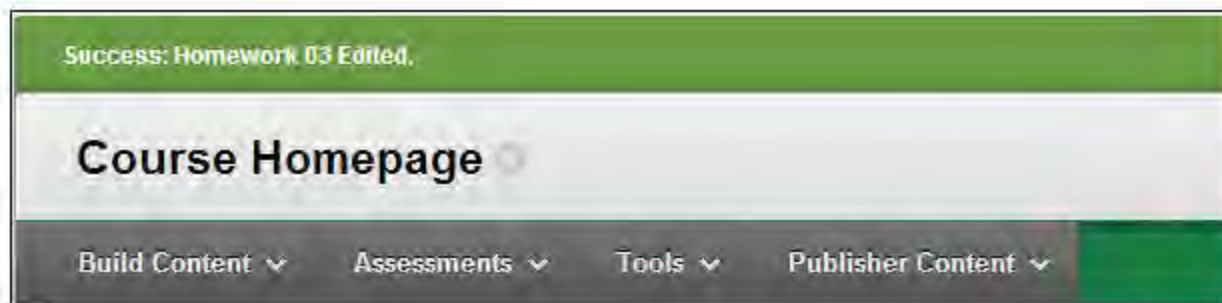 Success: Homework 03 Edited.
Course Homepage
Build Content Assessments Tools Publisher Content